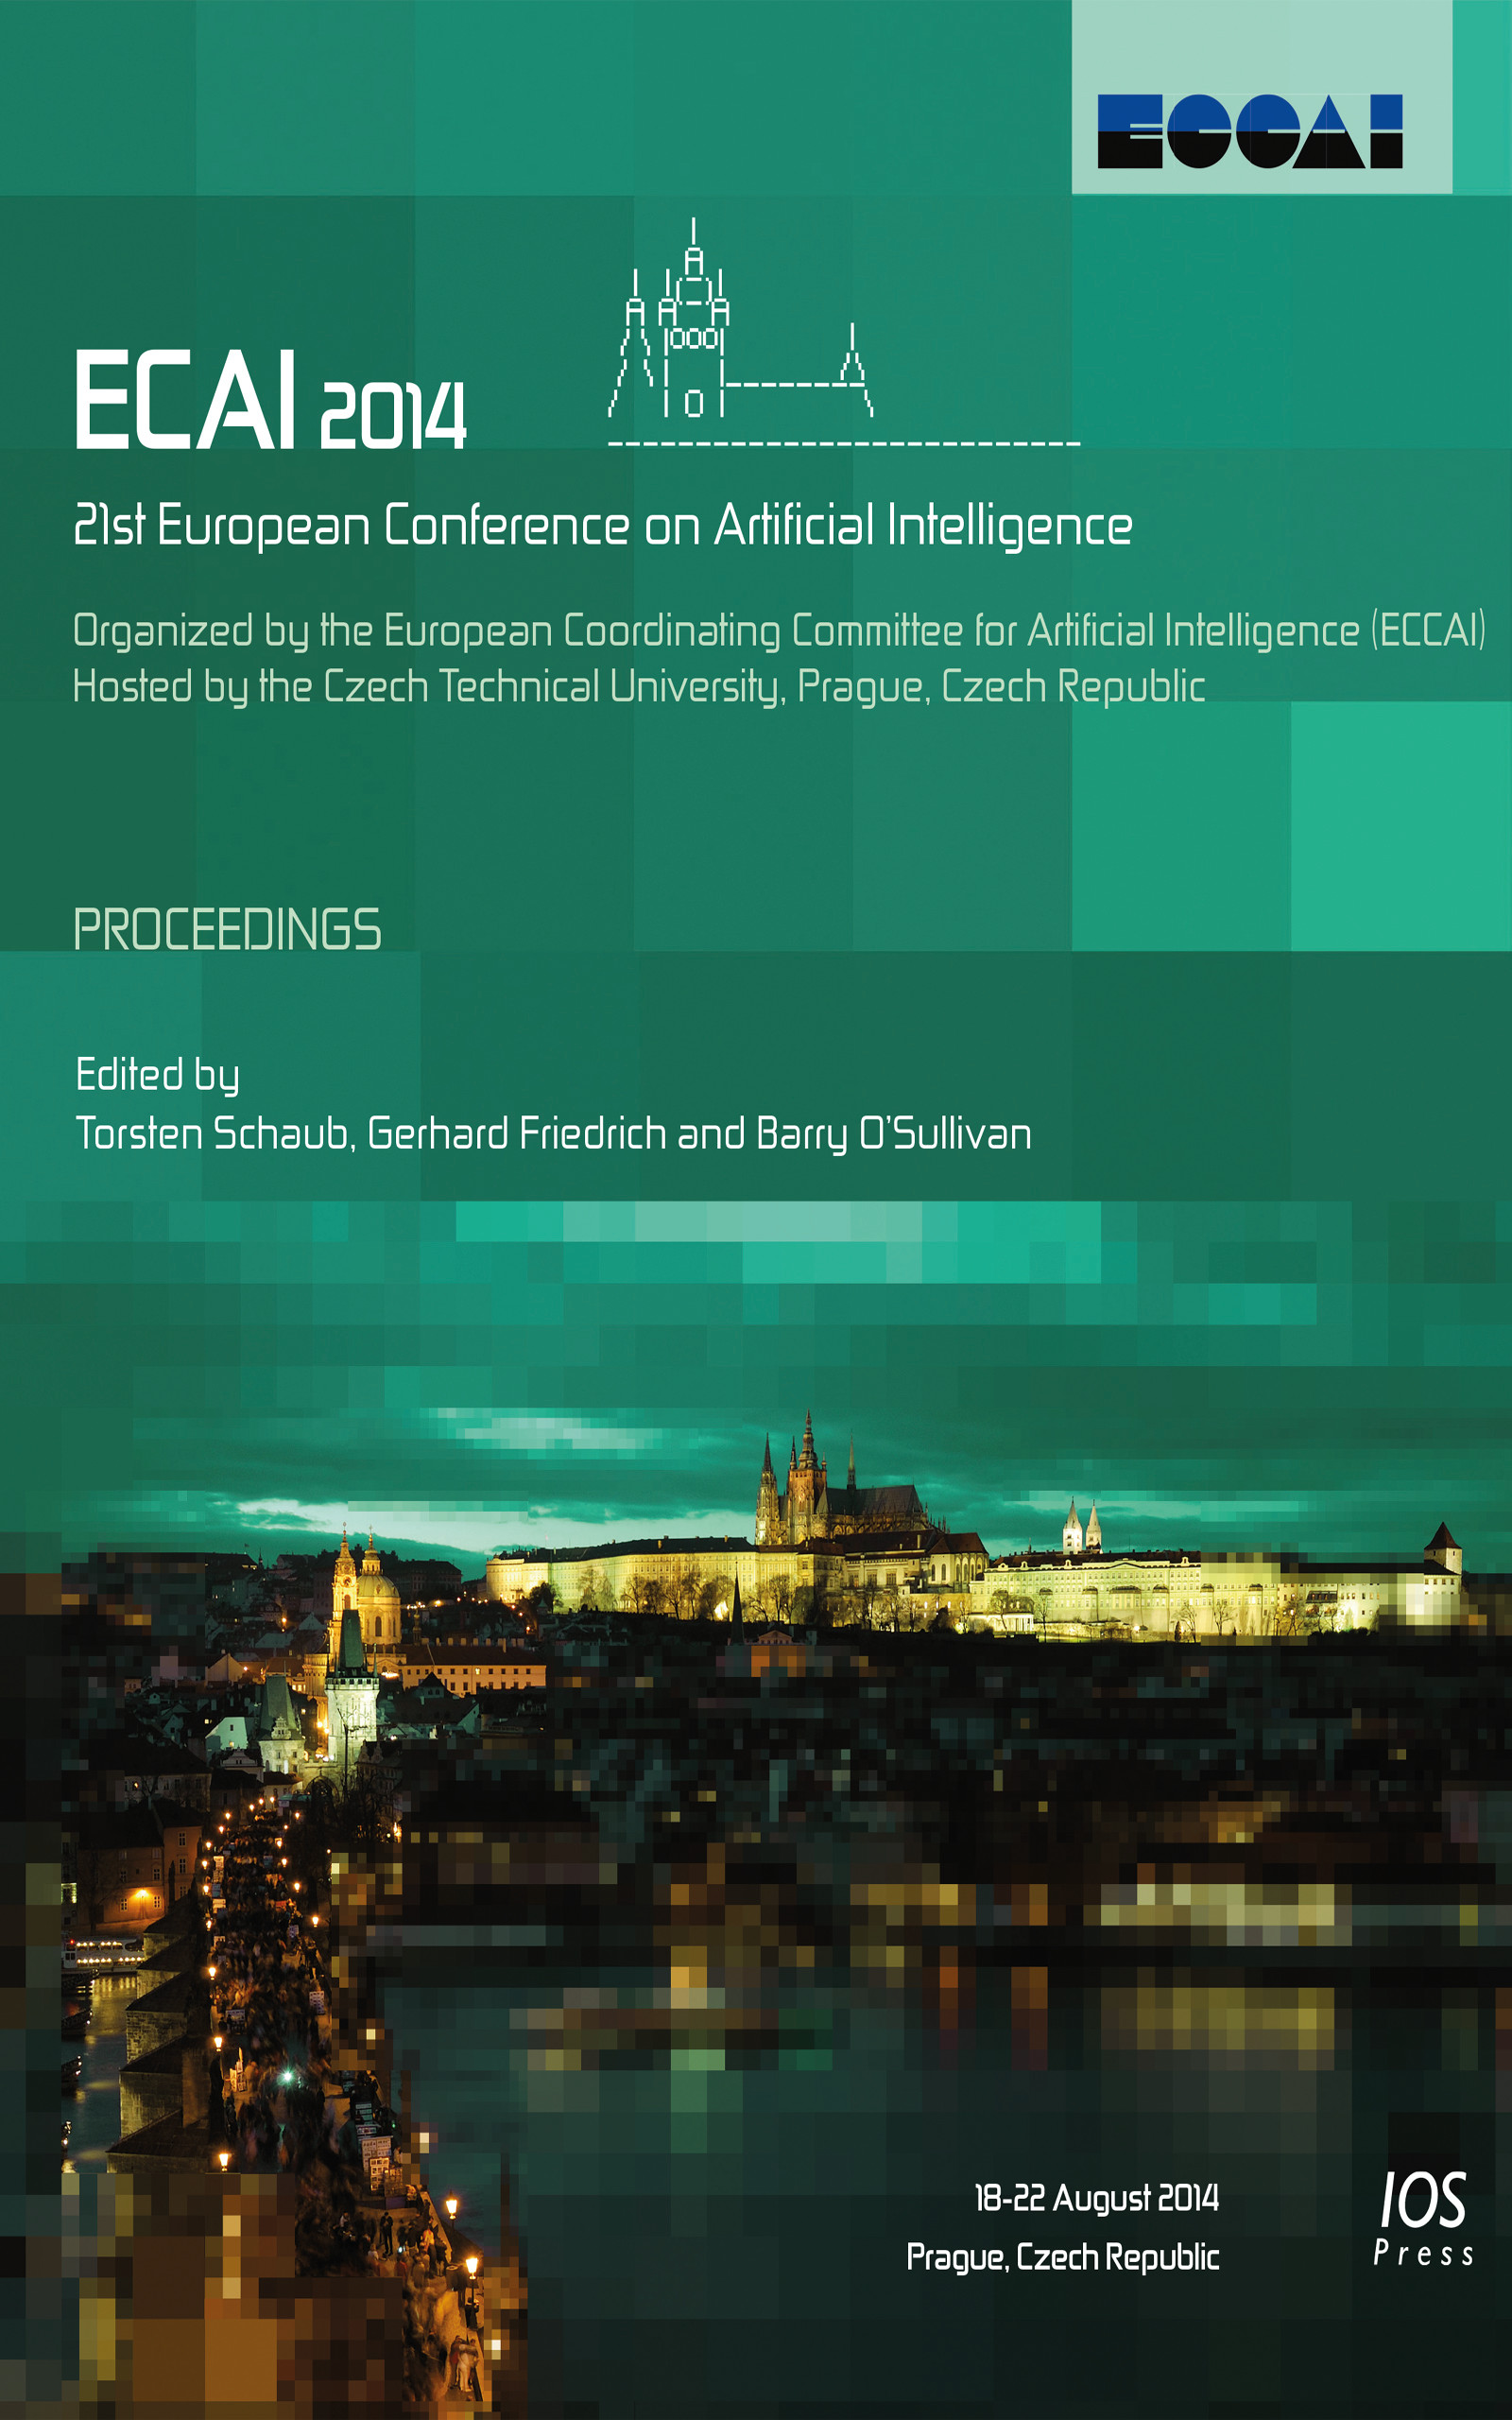 ECCAI
ECAI 2014
21st European Conference on Artificial Intelligence
Organized by the European Coordinating Committee for Artificial Intelligence (ECCAI)
Hosted by the Czech Technical University, Prague, Czech Republic
PROCEEDINGS
Edited by
Torsten Schaub, Gerhard Friedrich and Barry O'Sullivan
18-22 August 2014
Prague, Czech Republic
IOS
Press